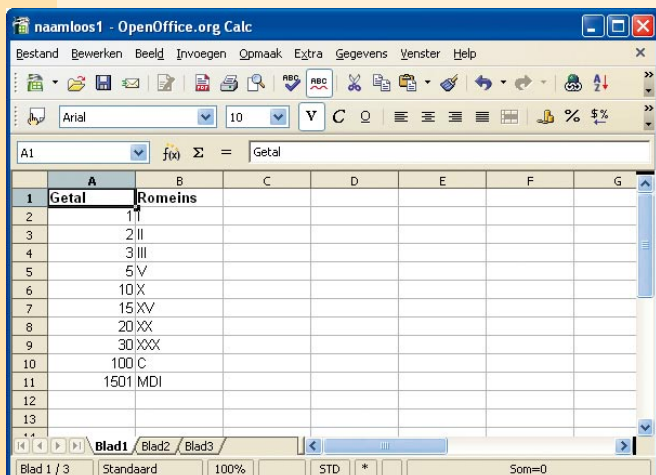 naamloos1 - OpenOffice.org Calc
Bestand Bewerken Beeld Invoegen Opmaak Extra Gegevens Venster Help
ABC ABC
Arial 10 V C O % $%
A1 f(x) Σ = Getal
A B C D E F G
1 Getal Romeins
2 1 I
3 2 II
4 3 III
5 5 V
6 10 X
7 15 XV
8 20 XX
9 30 XXX
10 100 C
11 1501 MDI
12
13
Blad1 Blad2 Blad3
Blad 1 / 3 Standaard 100% STD * Som=0